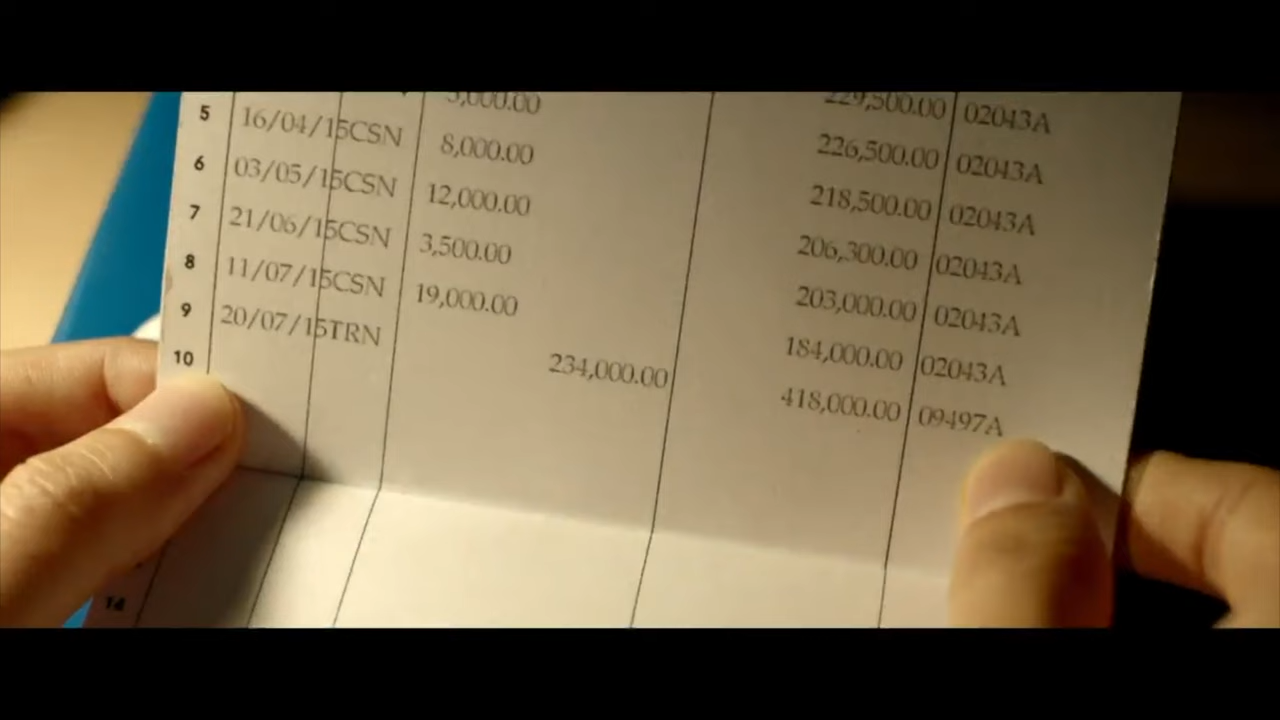 229,500.00 02043A
3,000.00 226,500.00 02043A
5 16/04/15CSN 8,000.00 218,500.00 02043A
6 03/05/15CSN 12,000.00 206,300.00 02043A
7 21/06/15CSN 3,500.00 203,000.00 02043A
8 11/07/15CSN 19,000.00 184,000.00 02043A
9 20/07/15TRN 234,000.00 418,000.00 09497A
10
14